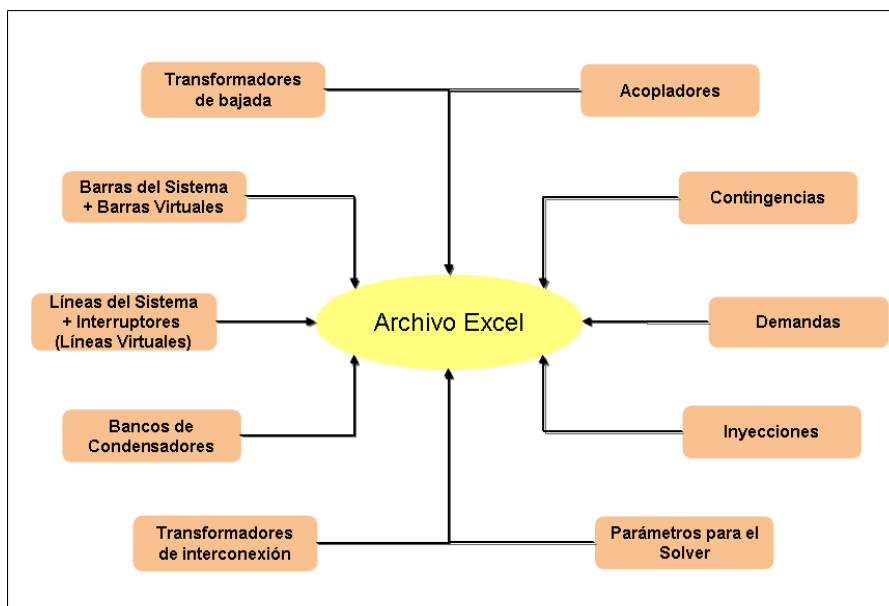 Transformadores
de bajada
Acopladores
Barras del Sistema
+ Barras Virtuales
Contingencias
Líneas del Sistema
+ Interruptores
(Líneas Virtuales)
Archivo Excel
Demandas
Bancos de
Condensadores
Inyecciones
Transformadores
de interconexión
Parámetros para el
Solver